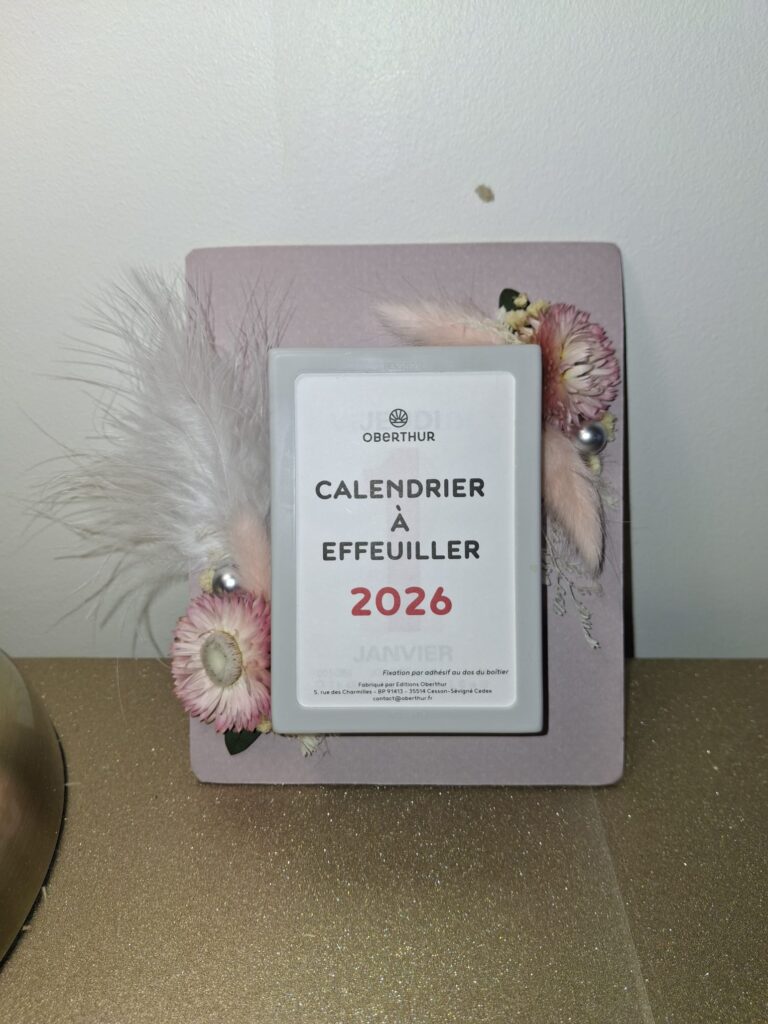 OBERTHUR
CALENDRIER
À
EFFEUILLER
2026
JANVIER
Fixation par adhésif au dos du boîtier
Fabriqué par Editions Oberthur
5, rue des Charmilles - BP 91413 - 35514 Cesson-Sévigné Cedex
contact@oberthur.fr